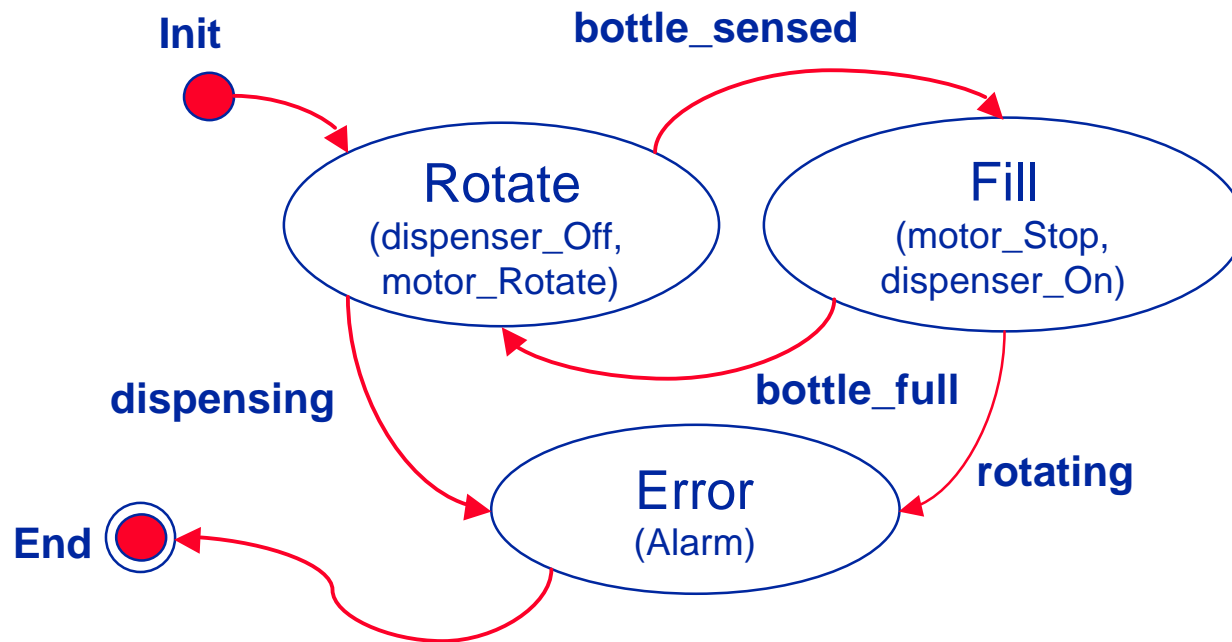 Init
bottle_sensed
Rotate
(dispenser_Off,
motor_Rotate)
Fill
(motor_Stop,
dispenser_On)
dispensing
bottle_full
rotating
Error
(Alarm)
End